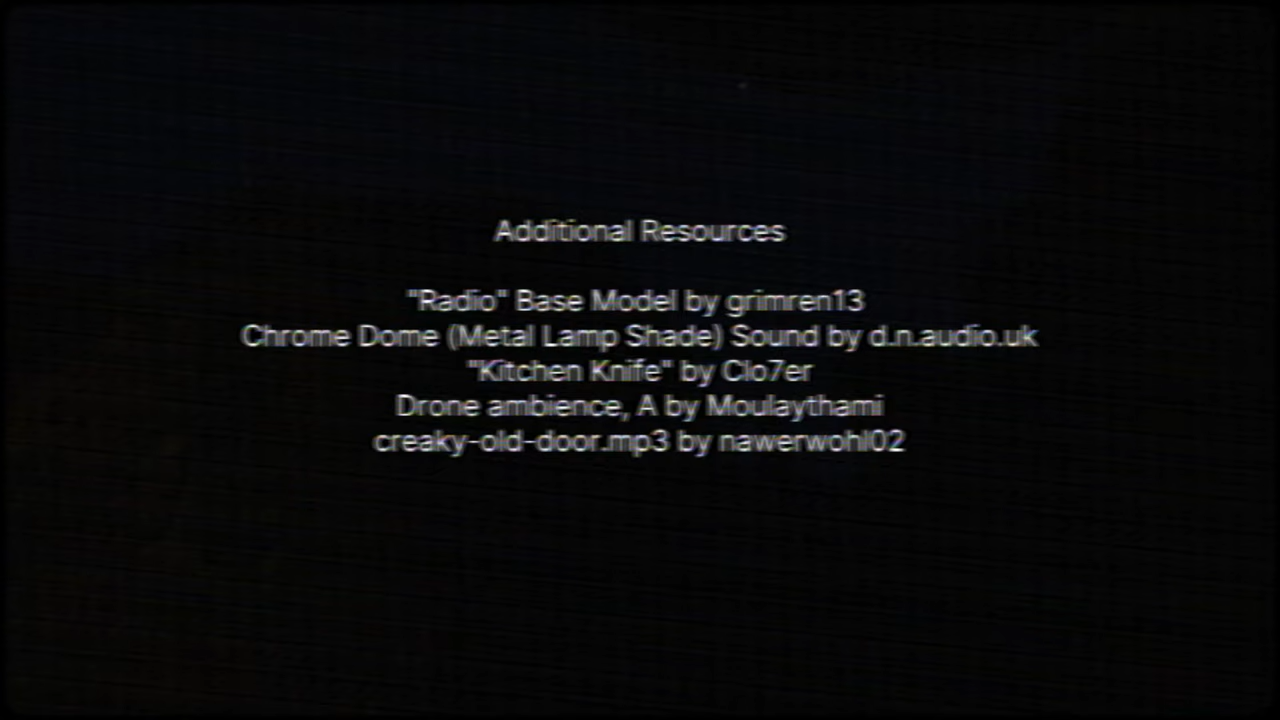 Additional Resources
"Radio" Base Model by grimren13
Chrome Dome (Metal Lamp Shade) Sound by d.n.audio.uk
"Kitchen Knife" by Clo7er
Drone ambience, A by Moulaythami
creaky-old-door.mp3 by nawerwohl02